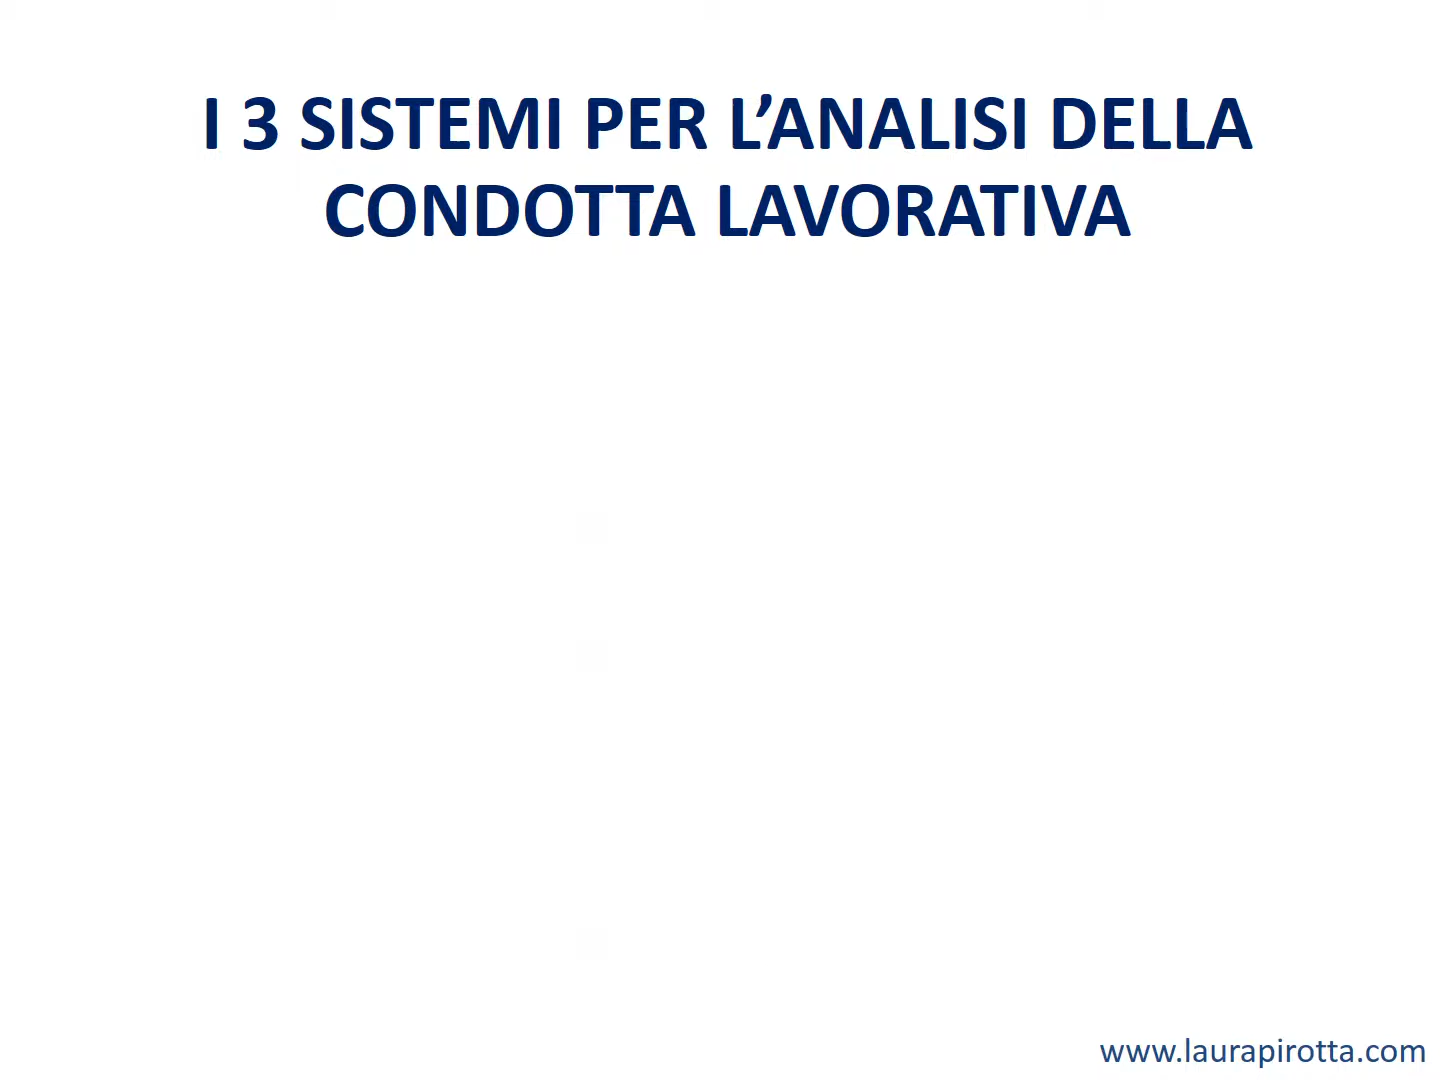 I 3 SISTEMI PER L’ANALISI DELLA
CONDOTTA LAVORATIVA
www.laurapirotta.com